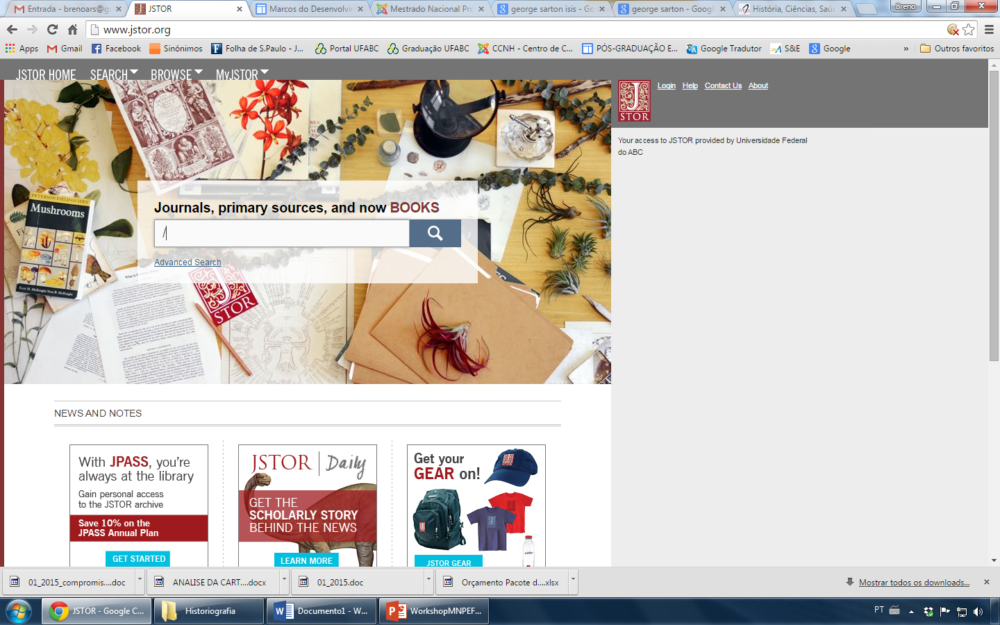 Entrada - brenoars@g
JSTOR
Marcos do Desenvolvi
Mestrado Nacional Pro
george sarton isis - Go
george sarton - Google
História, Ciências, Saúd
Breno
www.jstor.org
Apps
Gmail
Facebook
Sinônimos
Folha de S.Paulo - J...
Portal UFABC
Graduação UFABC
CCNH - Centro de C...
PÓS-GRADUAÇÃO E...
Google Tradutor
S&E
Google
»
Outros favoritos
JSTOR HOME
SEARCH
BROWSE
MyJSTOR
JSTOR
Login
Help
Contact Us
About
Your access to JSTOR provided by Universidade Federal
do ABC
PETERSON FIELD GUIDES
Mushrooms
Journals, primary sources, and now BOOKS
/
Advanced Search
JSTOR
NEWS AND NOTES
With JPASS, you're
always at the library
Gain personal access
to the JSTOR archive
Save 10% on the
JPASS Annual Plan
GET STARTED
JSTOR Daily
GET THE
SCHOLARLY STORY
BEHIND THE NEWS
LEARN MORE
Get your
GEAR on!
JSTOR GEAR
01_2015_compromis....doc
ANALISE DA CART....docx
01_2015.doc
Orçamento Pacote d....xlsx
Mostrar todos os downloads...
JSTOR - Google C...
Historiografia
Documento1 - W...
WorkshopMNPEF...
PT